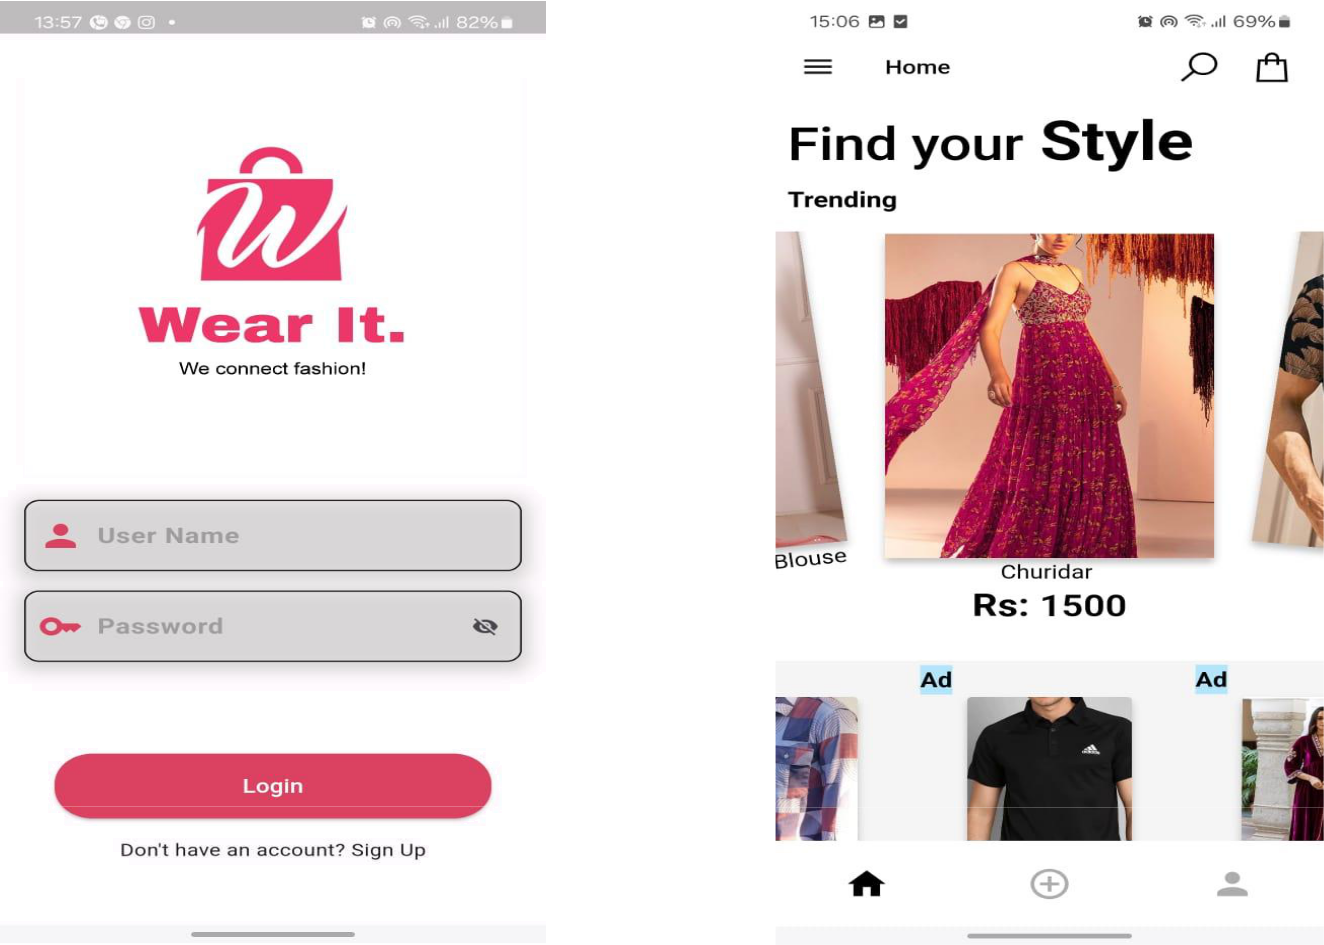 13:57
82%
W
Wear It.
We connect fashion!
User Name
Password
Login
Don't have an account? Sign Up
15:06
69%
Home
Find your Style
Trending
Blouse
Churidar
Rs: 1500
Ad
Ad
adidas